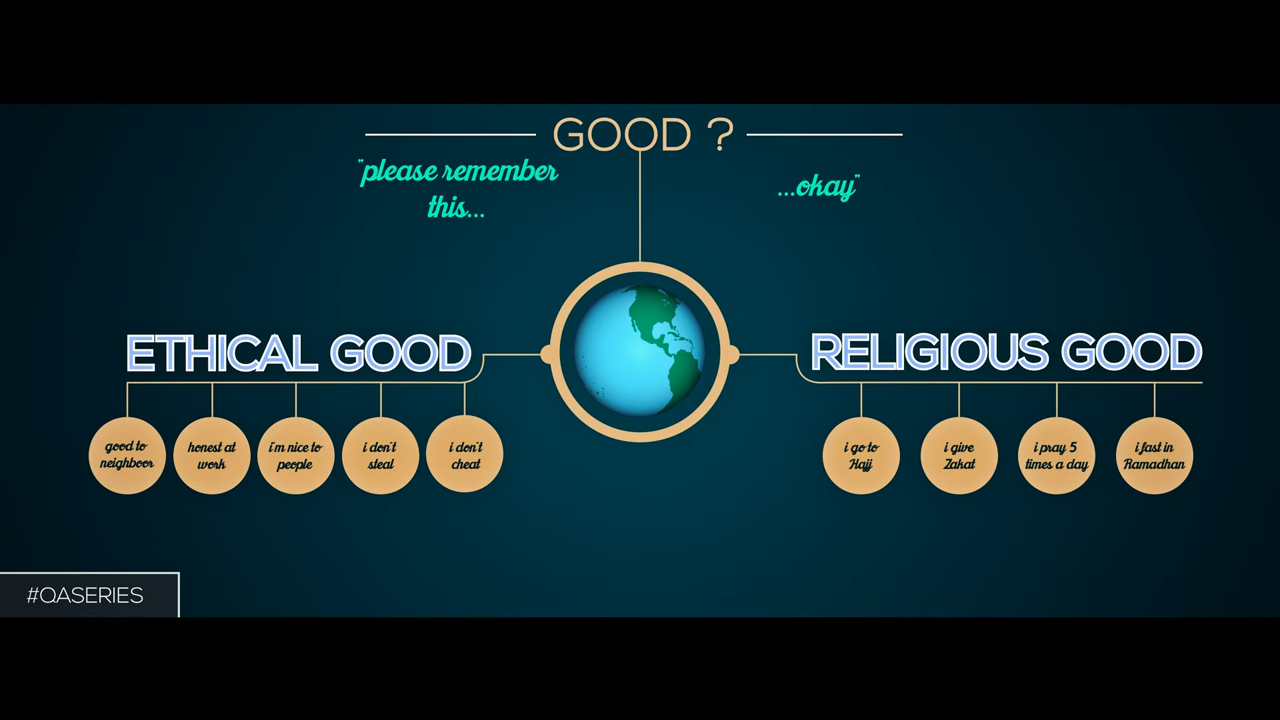 GOOD ?
"please remember
this...
...okay"
ETHICAL GOOD
RELIGIOUS GOOD
good to
neighboor
honest at
work
i'm nice to
people
i don't
steal
i don't
cheat
i go to
Hajj
i give
Zakat
i pray 5
times a day
i fast in
Ramadhan
#QASERIES